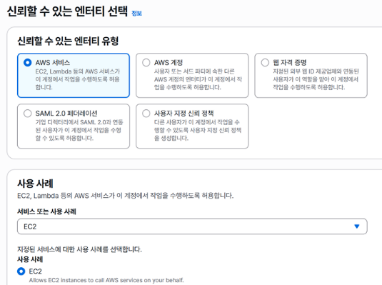 신뢰할 수 있는 엔터티 선택 정보
신뢰할 수 있는 엔터티 유형
AWS 서비스
EC2, Lambda 등의 AWS 서비스가 이 계정에서 작업을 수행하도록 허용합니다.
AWS 계정
사용자 또는 서드 파티에 속한 다른 AWS 계정의 엔터티가 이 계정에서 작업을 수행하도록 허용합니다.
웹 자격 증명
지정된 외부 웹 ID 제공업체와 연동된 사용자가 이 역할을 맡아 이 계정에서 작업을 수행하도록 허용합니다.
SAML 2.0 페더레이션
기업 디렉터리에서 SAML 2.0과 연동된 사용자가 이 계정에서 작업을 수행할 수 있도록 허용합니다.
사용자 지정 신뢰 정책
다른 사용자가 이 계정에서 작업을 수행할 수 있도록 사용자 지정 신뢰 정책을 생성합니다.
사용 사례
EC2, Lambda 등의 AWS 서비스가 이 계정에서 작업을 수행하도록 허용합니다.
서비스 또는 사용 사례
EC2
지정된 서비스에 대한 사용 사례를 선택합니다.
사용 사례
EC2
Allows EC2 instances to call AWS services on your behalf.